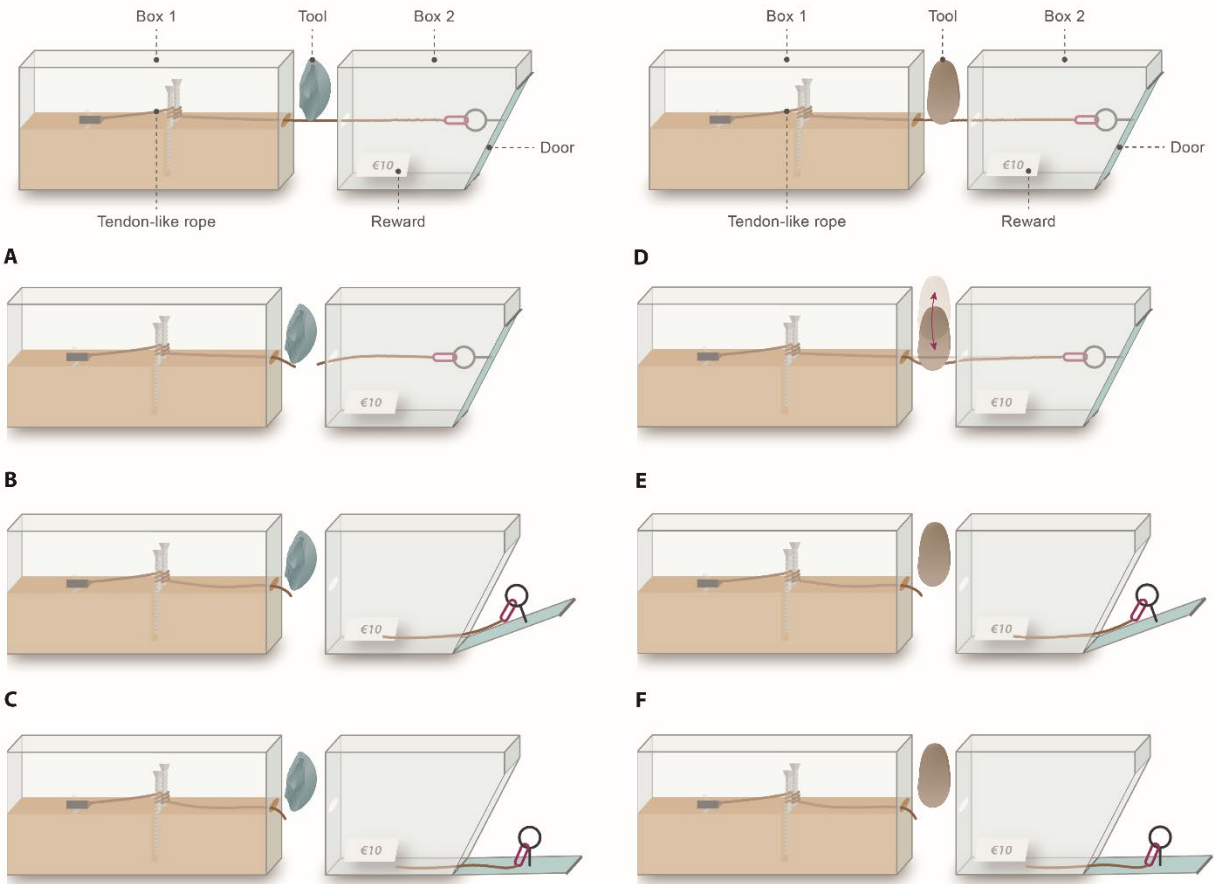 Box 1 Tool Box 2 Box 1 Tool Box 2
€10 €10
Door Door
Tendon-like rope Reward Tendon-like rope Reward
A D
€10 €10
B E
€10 €10
C F
€10 €10